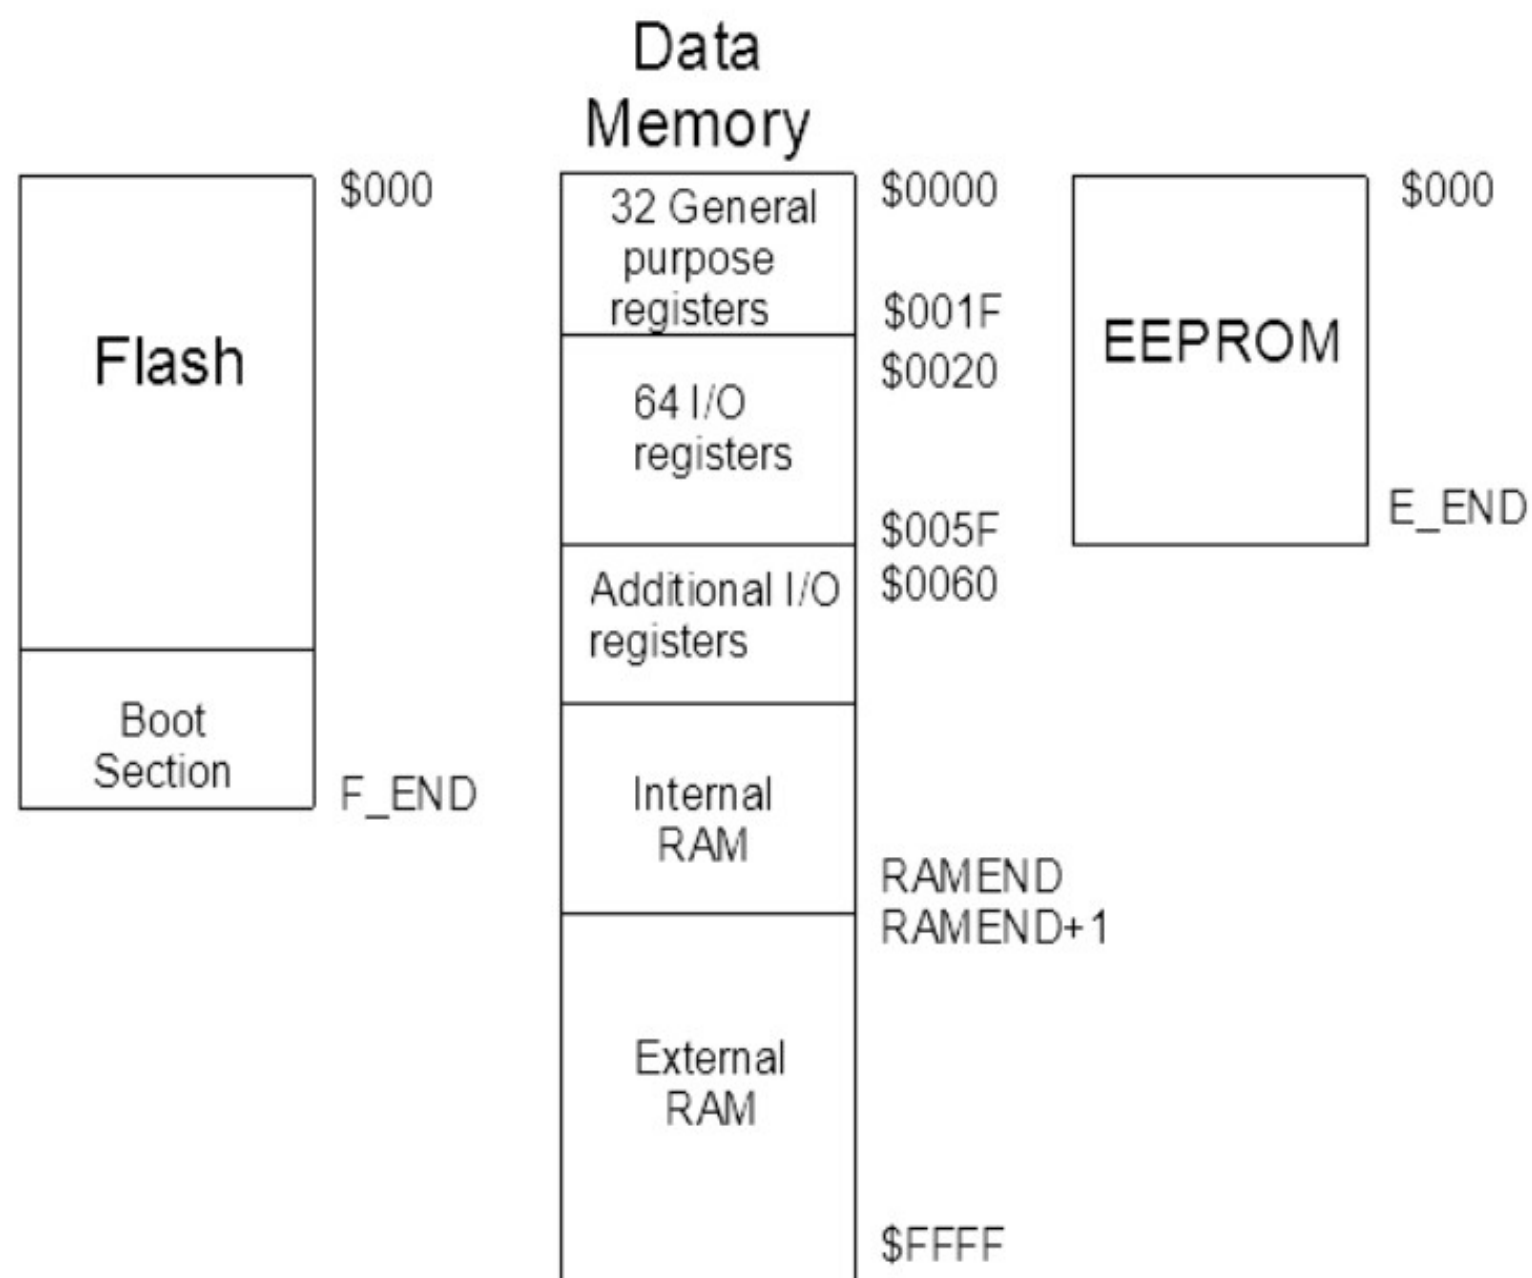 Data
Memory
$000
Flash
Boot
Section
F_END
32 General
purpose
registers
$0000
$001F
64 I/O
registers
$0020
$005F
Additional I/O
registers
$0060
Internal
RAM
RAMEND
RAMEND+1
External
RAM
$FFFF
$000
EEPROM
E_END